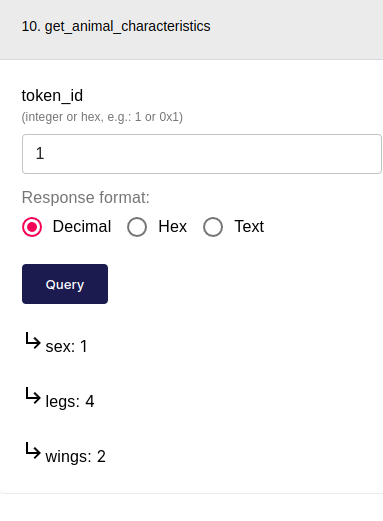 10. get_animal_characteristics
token_id
(integer or hex, e.g.: 1 or 0x1)
1
Response format:
Decimal Hex Text
Query
sex: 1
legs: 4
wings: 2